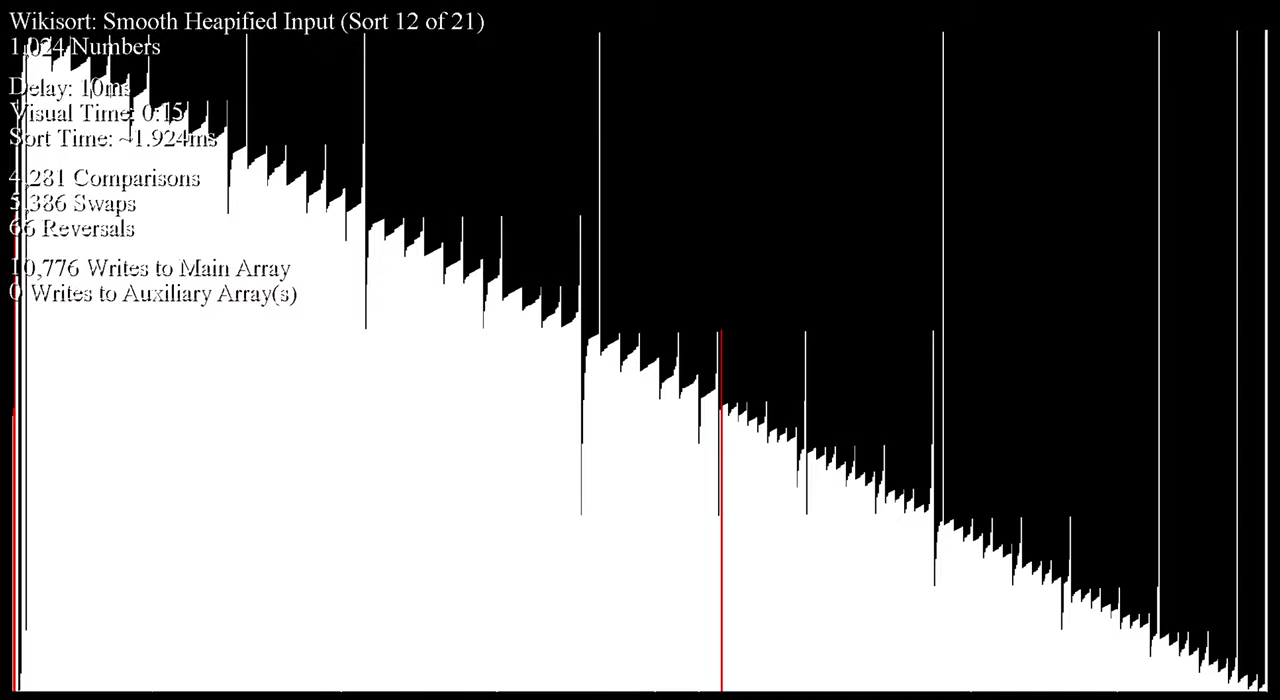 Wikisort: Smooth Heapified Input (Sort 12 of 21)
1,024 Numbers
Delay: 10ms
Visual Time: 0:15
Sort Time: ~1.924ms
4,281 Comparisons
5,386 Swaps
66 Reversals
10,776 Writes to Main Array
0 Writes to Auxiliary Array(s)